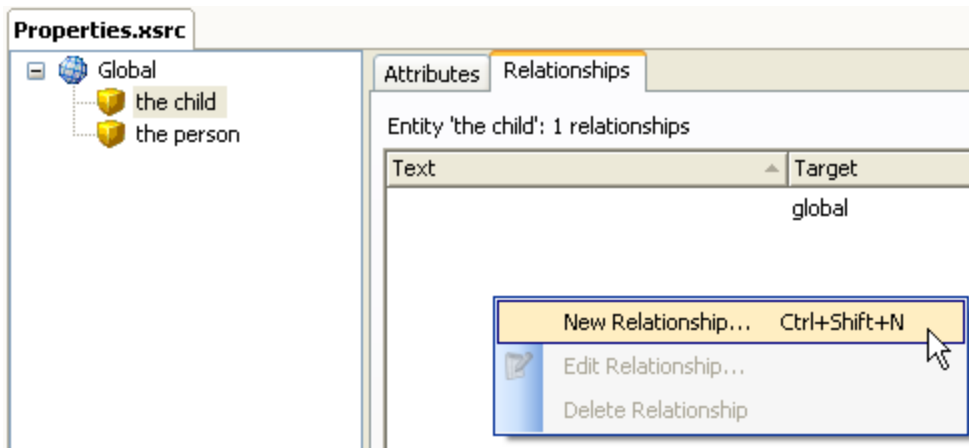 Properties.xsrc
Global
the child
the person
Attributes Relationships
Entity 'the child': 1 relationships
Text Target
global
New Relationship... Ctrl+Shift+N
Edit Relationship...
Delete Relationship